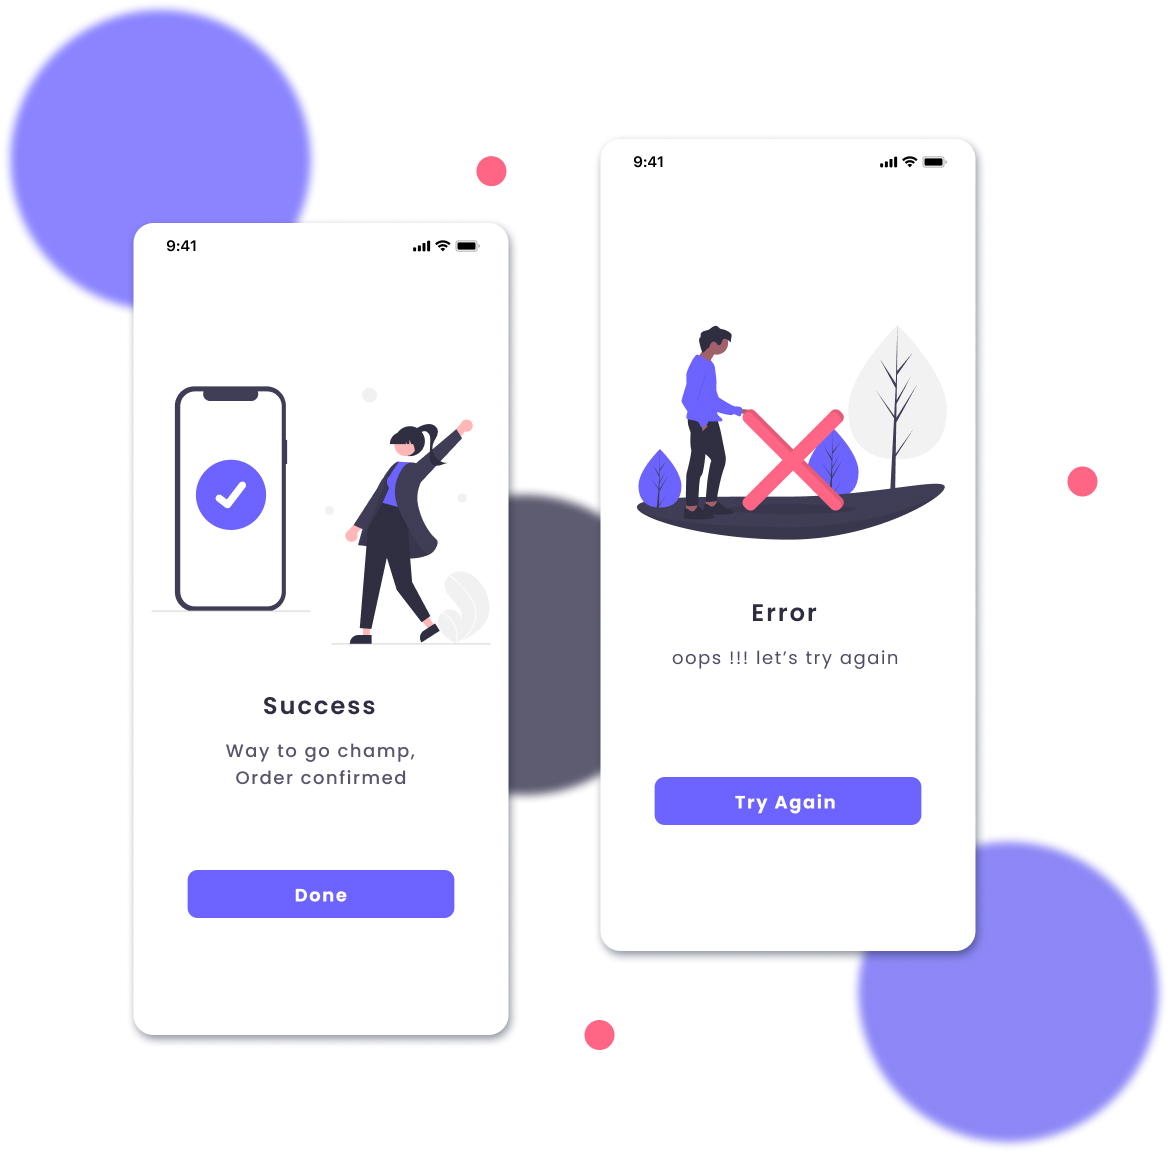 9:41
Success
Way to go champ,
Order confirmed
Done
9:41
Error
oops !!! let’s try again
Try Again